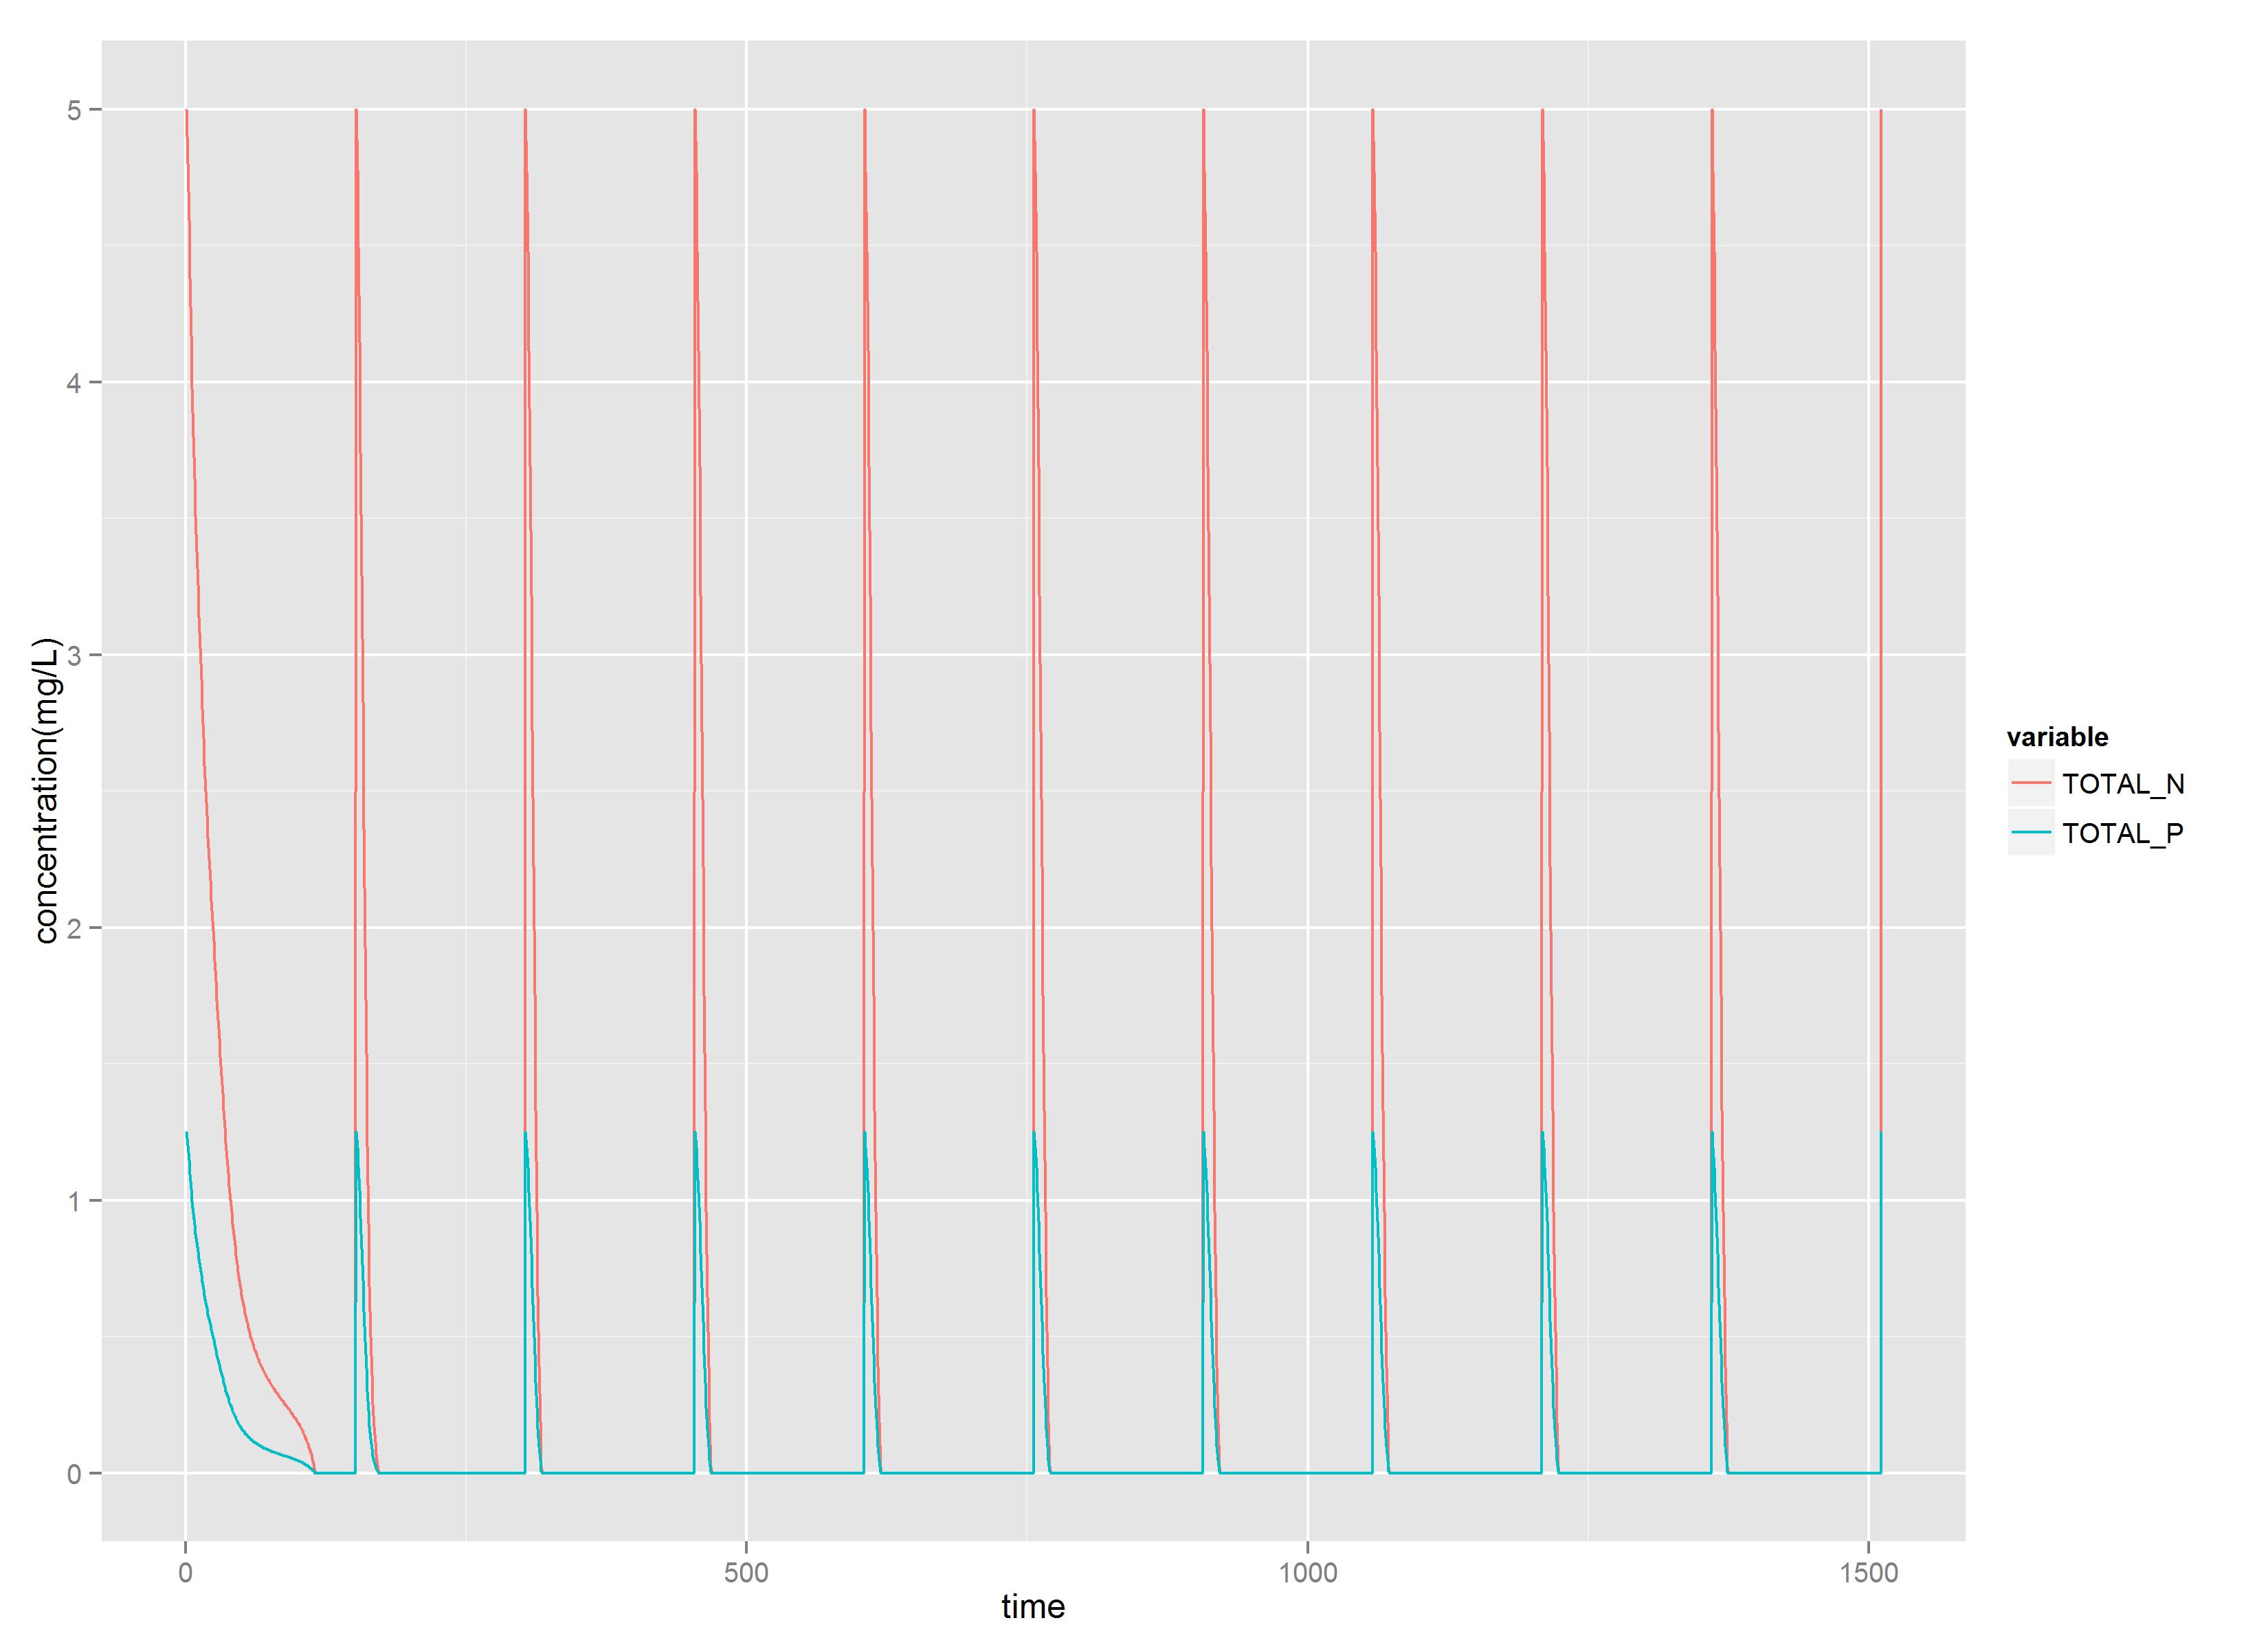 concentration(mg/L)
5
4
3
2
1
0
0 500 1000 1500
time
variable
TOTAL_N
TOTAL_P